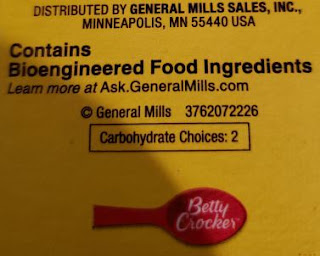 DISTRIBUTED BY GENERAL MILLS SALES, INC.,
MINNEAPOLIS, MN 55440 USA
Contains
Bioengineered Food Ingredients
Learn more at Ask.GeneralMills.com
© General Mills 3762072226
Carbohydrate Choices: 2
Betty
Crocker